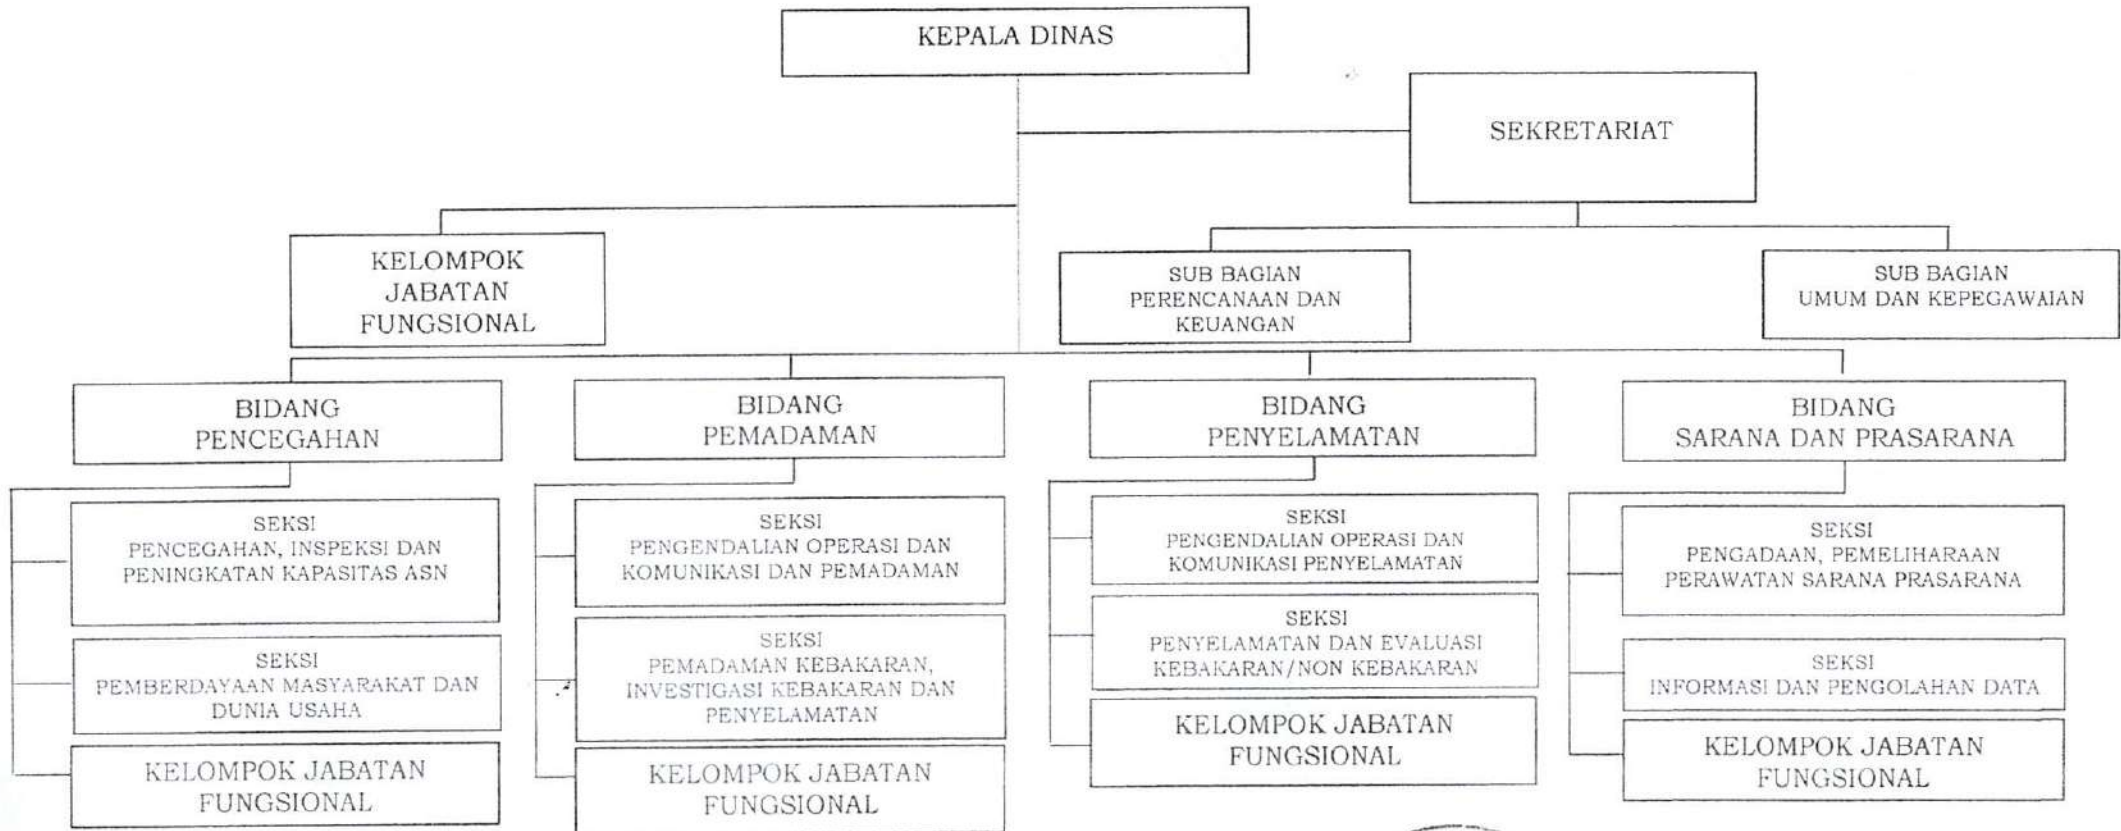 KEPALA DINAS
SEKRETARIAT
KELOMPOK
JABATAN
FUNGSIONAL
SUB BAGIAN
PERENCANAAN DAN
KEUANGAN
SUB BAGIAN
UMUM DAN KEPEGAWAIAN
BIDANG
PENCEGAHAN
BIDANG
PEMADAMAN
BIDANG
PENYELAMATAN
BIDANG
SARANA DAN PRASARANA
SEKSI
PENCEGAHAN, INSPEKSI DAN
PENINGKATAN KAPASITAS ASN
SEKSI
PEMBERDAYAAN MASYARAKAT DAN
DUNIA USAHA
KELOMPOK JABATAN
FUNGSIONAL
SEKSI
PENGENDALIAN OPERASI DAN
KOMUNIKASI DAN PEMADAMAN
SEKSI
PEMADAMAN KEBAKARAN,
INVESTIGASI KEBAKARAN DAN
PENYELAMATAN
KELOMPOK JABATAN
FUNGSIONAL
SEKSI
PENGENDALIAN OPERASI DAN
KOMUNIKASI PENYELAMATAN
SEKSI
PENYELAMATAN DAN EVALUASI
KEBAKARAN/NON KEBAKARAN
KELOMPOK JABATAN
FUNGSIONAL
SEKSI
PENGADAAN, PEMELIHARAAN
PERAWATAN SARANA PRASARANA
SEKSI
INFORMASI DAN PENGOLAHAN DATA
KELOMPOK JABATAN
FUNGSIONAL